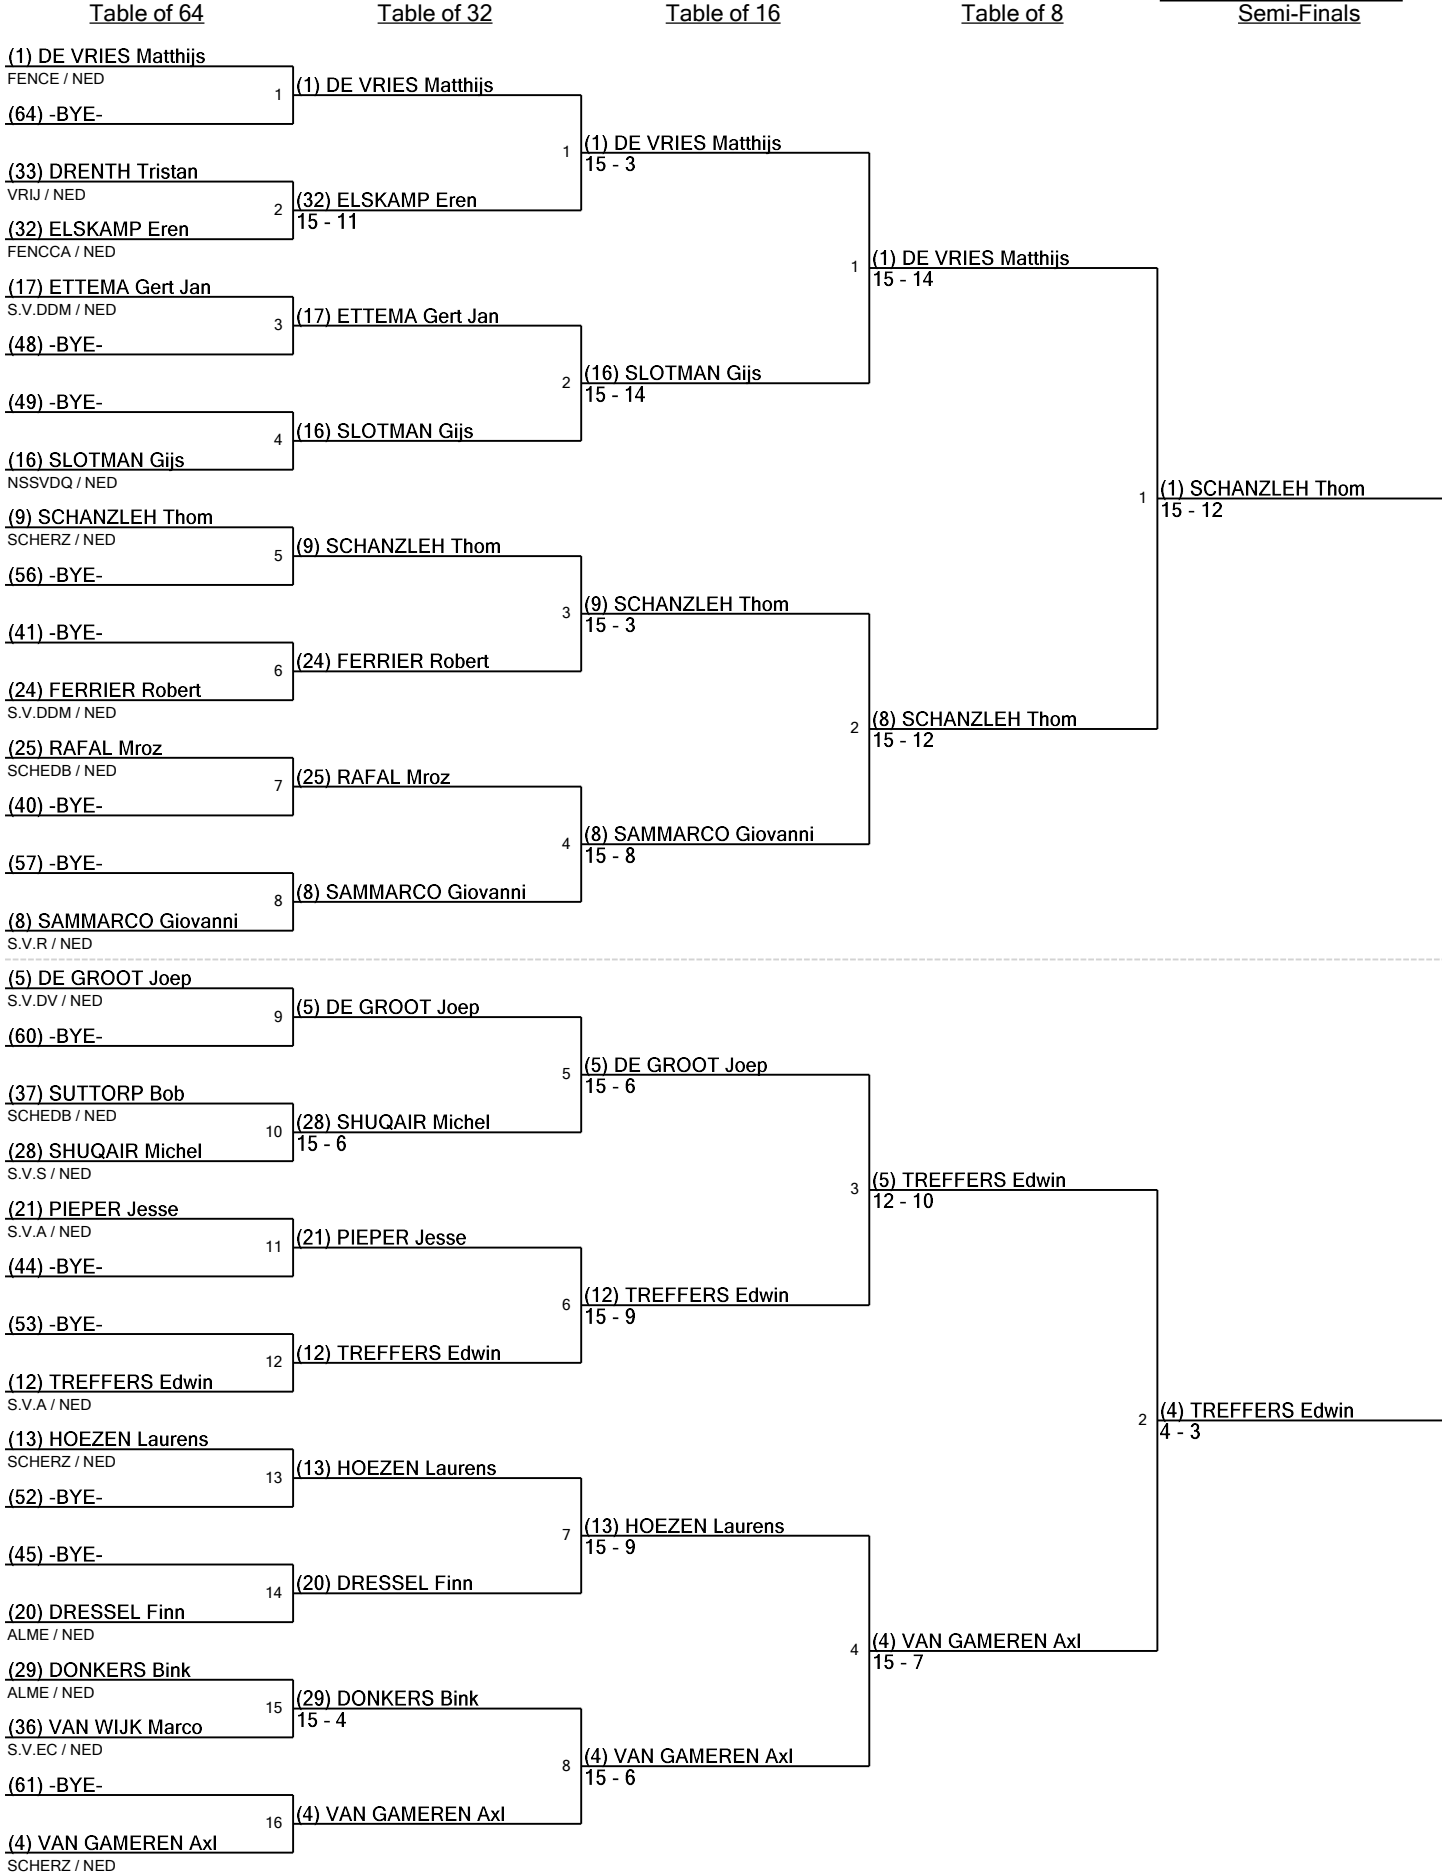 Table of 64
Table of 32
Table of 16
Table of 8
Semi-Finals
(1) DE VRIES Matthijs
FENCE / NED
1
(64) -BYE-
(33) DRENTH Tristan
VRIJ / NED
2
(32) ELSKAMP Eren
FENCCA / NED
(17) ETTEMA Gert Jan
S.V.DDM / NED
3
(48) -BYE-
(49) -BYE-
4
(16) SLOTMAN Gijs
NSSVDQ / NED
(9) SCHANZLEH Thom
SCHERZ / NED
5
(56) -BYE-
(41) -BYE-
6
(24) FERRIER Robert
S.V.DDM / NED
(25) RAFAL Mroz
SCHEDB / NED
7
(40) -BYE-
(57) -BYE-
8
(8) SAMMARCO Giovanni
S.V.R / NED
(5) DE GROOT Joep
S.V.DV / NED
9
(60) -BYE-
(37) SUTTORP Bob
SCHEDB / NED
10
(28) SHUQAIR Michel
S.V.S / NED
(21) PIEPER Jesse
S.V.A / NED
11
(44) -BYE-
(53) -BYE-
12
(12) TREFFERS Edwin
S.V.A / NED
(13) HOEZEN Laurens
SCHERZ / NED
13
(52) -BYE-
(45) -BYE-
14
(20) DRESSEL Finn
ALME / NED
(29) DONKERS Bink
ALME / NED
15
(36) VAN WIJK Marco
S.V.EC / NED
(61) -BYE-
16
(4) VAN GAMEREN Axl
SCHERZ / NED
(1) DE VRIES Matthijs
1
(32) ELSKAMP Eren
15 - 11
(17) ETTEMA Gert Jan
2
(16) SLOTMAN Gijs
(9) SCHANZLEH Thom
3
(24) FERRIER Robert
(25) RAFAL Mroz
4
(8) SAMMARCO Giovanni
(5) DE GROOT Joep
5
(28) SHUQAIR Michel
15 - 6
(21) PIEPER Jesse
6
(12) TREFFERS Edwin
(13) HOEZEN Laurens
7
(20) DRESSEL Finn
(29) DONKERS Bink
15 - 4
8
(4) VAN GAMEREN Axl
(1) DE VRIES Matthijs
15 - 3
1
(16) SLOTMAN Gijs
15 - 14
(9) SCHANZLEH Thom
15 - 3
2
(8) SAMMARCO Giovanni
15 - 8
(5) DE GROOT Joep
15 - 6
3
(12) TREFFERS Edwin
15 - 9
(13) HOEZEN Laurens
15 - 9
4
(4) VAN GAMEREN Axl
15 - 6
(1) DE VRIES Matthijs
15 - 14
1
(8) SCHANZLEH Thom
15 - 12
(5) TREFFERS Edwin
12 - 10
2
(4) VAN GAMEREN Axl
15 - 7
(1) SCHANZLEH Thom
15 - 12
(4) TREFFERS Edwin
4 - 3